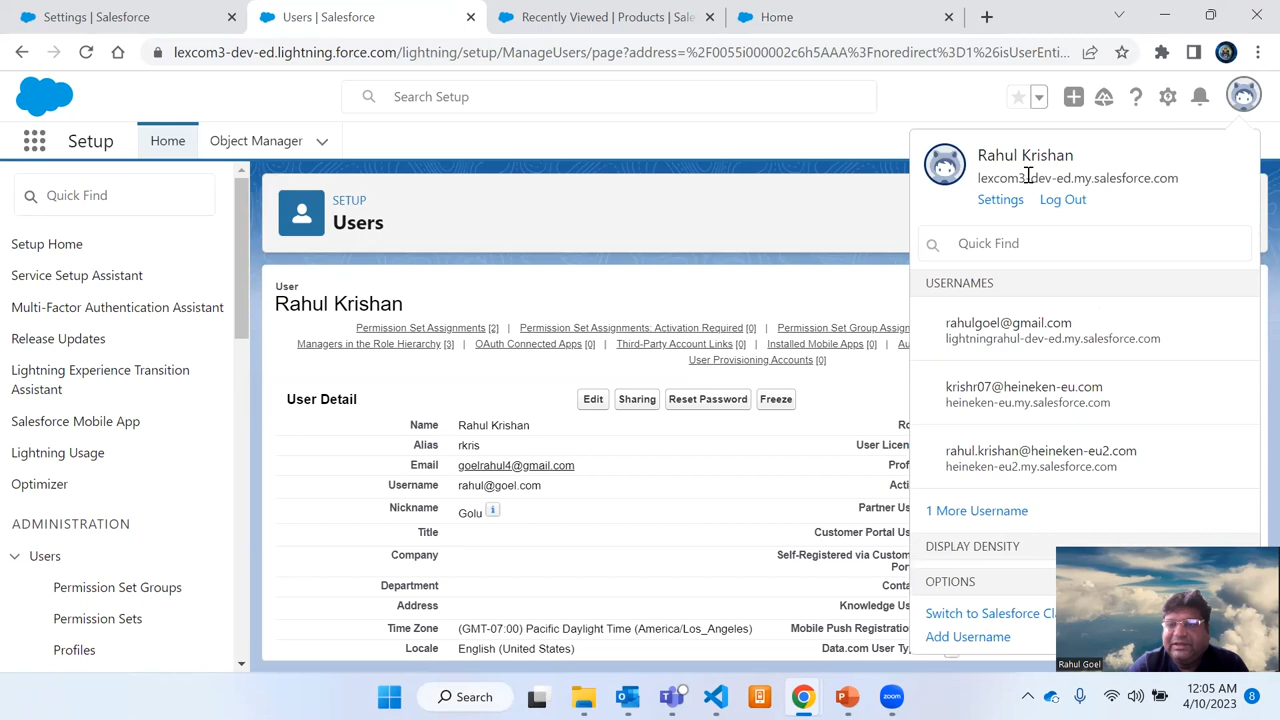 Settings | Salesforce
Users | Salesforce
Recently Viewed | Products | Sale
Home
lexcom3-dev-ed.lightning.force.com/lightning/setup/ManageUsers/page?address=%2F0055i000002c6h5AAA%3Fnoredirect%3D1%26isUserEnti...
Search Setup
Setup
Home
Object Manager
Quick Find
Setup Home
Service Setup Assistant
Multi-Factor Authentication Assistant
Release Updates
Lightning Experience Transition
Assistant
Salesforce Mobile App
Lightning Usage
Optimizer
ADMINISTRATION
Users
Permission Set Groups
Permission Sets
Profiles
SETUP
Users
User
Rahul Krishan
Permission Set Assignments [2] | Permission Set Assignments: Activation Required [0] | Permission Set Group Assign
Managers in the Role Hierarchy [3] | OAuth Connected Apps [0] | Third-Party Account Links [0] | Installed Mobile Apps [0] | Au
User Provisioning Accounts [0]
User Detail
Edit
Sharing
Reset Password
Freeze
Name Rahul Krishan Ro
Alias rkris User Licen
Email goelrahul4@gmail.com Prof
Username rahul@goel.com Acti
Nickname Golu i Partner Us
Title Customer Portal Us
Company Self-Registered via Custom
Por
Department Conta
Address Knowledge Us
Time Zone (GMT-07:00) Pacific Daylight Time (America/Los_Angeles) Mobile Push Registratio
Locale English (United States) Data.com User Ty
Rahul Krishan
lexcom3-dev-ed.my.salesforce.com
Settings
Log Out
Quick Find
USERNAMES
rahulgoel@gmail.com
lightningrahul-dev-ed.my.salesforce.com
krishr07@heineken-eu.com
heineken-eu.my.salesforce.com
rahul.krishan@heineken-eu2.com
heineken-eu2.my.salesforce.com
1 More Username
DISPLAY DENSITY
OPTIONS
Switch to Salesforce Cla
Add Username
Rahul Goel
Search
12:05 AM
4/10/2023
8